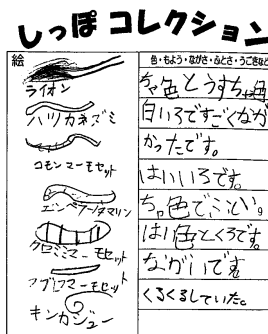 しっぽ コレクション
絵
色・もよう・ながさ・ふとさ・うごきなど
ライオン
ちゃ色とうすちゃ色
ハツカネズミ
白いろですごくなが
かったです。
コモンマーモセット
はいいろです。
エンペラータマリン
ちゃ色でふとい。
クロミミマーモセット
はい色とくろです。
アブロマーモセット
ながいです
キンカジュー
くるくるしていた。